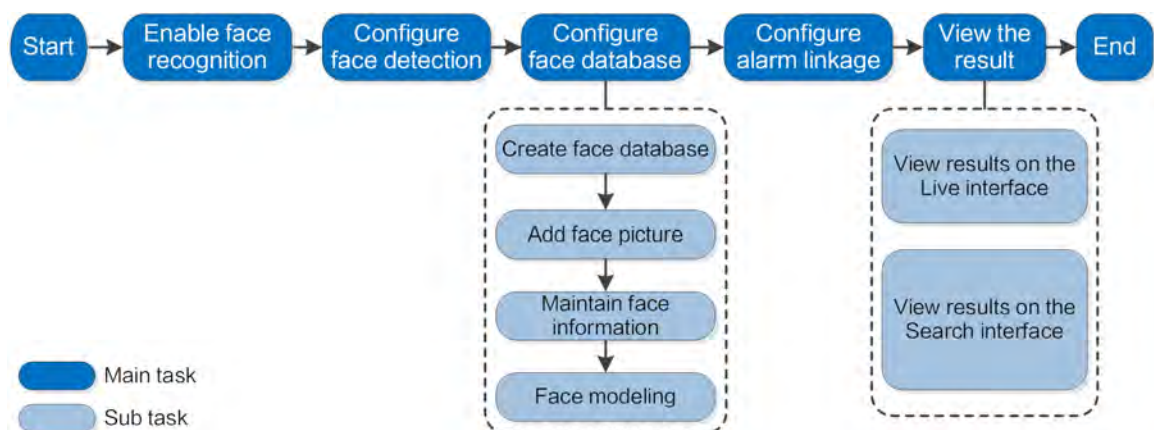 Start
Enable face
recognition
Configure
face detection
Configure
face database
Configure
alarm linkage
View the
result
End
Create face database
Add face picture
Maintain face
information
Face modeling
View results on the
Live interface
View results on the
Search interface
Main task
Sub task